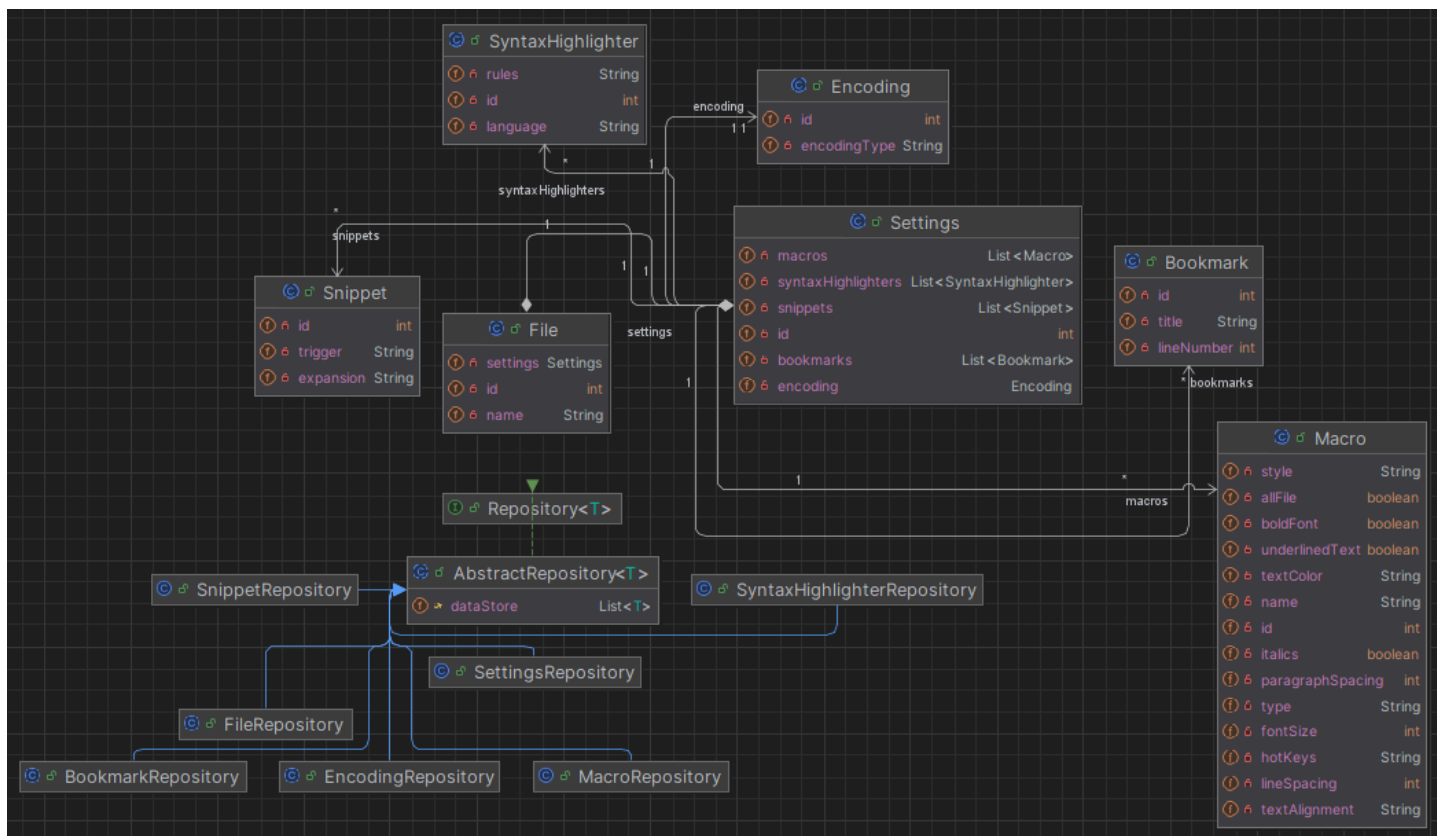 SyntaxHighlighter
rules String
id int
language String
Encoding
id int
encodingType String
encoding
1 1
* 1
syntaxHighlighters
Settings
macros List<Macro>
syntaxHighlighters List<SyntaxHighlighter>
snippets List<Snippet>
id int
bookmarks List<Bookmark>
encoding Encoding
*
snippets
1
1 1
Bookmark
id int
title String
lineNumber int
Snippet
id int
trigger String
expansion String
File
settings Settings
id int
name String
settings
1
* bookmarks
Macro
style String
allFile boolean
boldFont boolean
underlinedText boolean
textColor String
name String
id int
italics boolean
paragraphSpacing int
type String
fontSize int
hotKeys String
lineSpacing int
textAlignment String
1 *
macros
Repository<T>
AbstractRepository<T>
dataStore List<T>
SnippetRepository
SyntaxHighlighterRepository
SettingsRepository
FileRepository
BookmarkRepository
EncodingRepository
MacroRepository